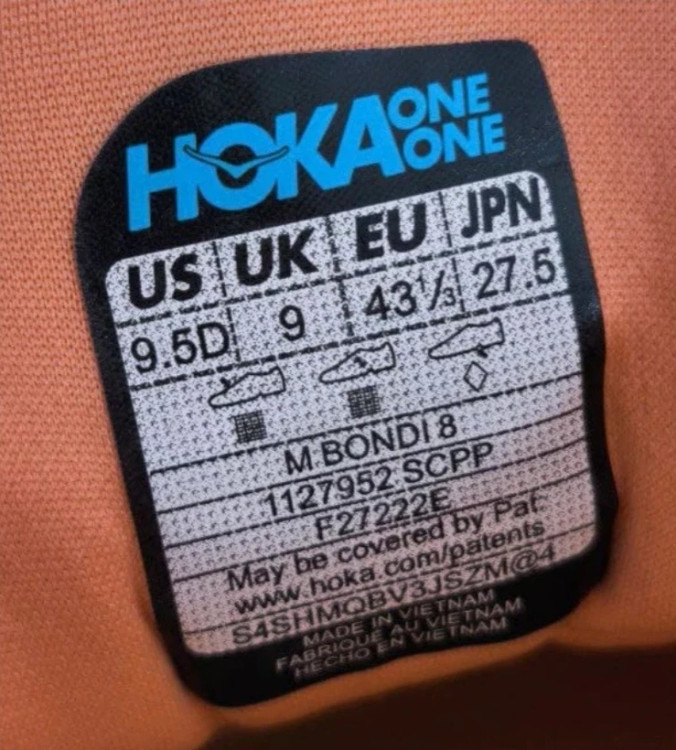 HOKA ONE ONE
US UK EU JPN
9.5D 9 43⅓ 27.5
M BONDI 8
1127952 SCPP
F27222E
May be covered by Pat
www.hoka.com/patents
S4SHMQBV3JSZM@4
MADE IN VIETNAM
FABRIQUE AU VIETNAM
HECHO EN VIETNAM